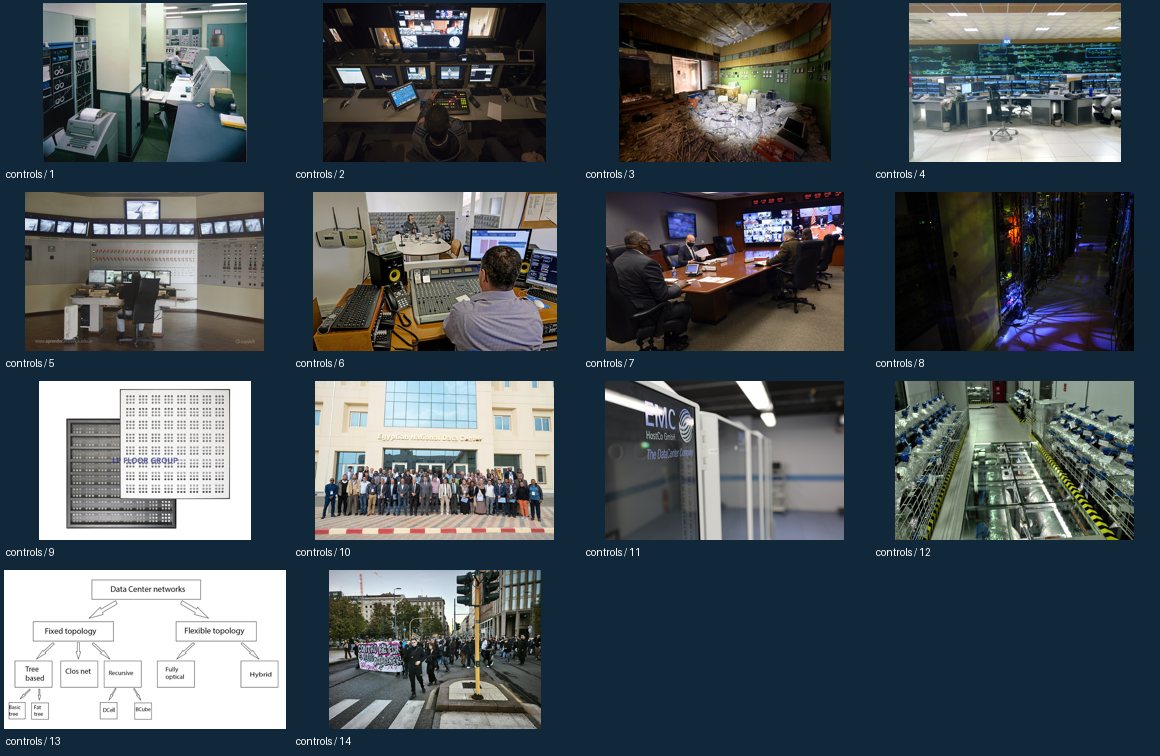 controls / 1
controls / 2
controls / 3
controls / 4
controls / 5
controls / 6
controls / 7
controls / 8
LF FLOOR GROUP
controls / 9
Egyptian National Data Center
controls / 10
EMC
HostCo GmbH
The DataCenter Company
controls / 11
controls / 12
Data Center networks
Fixed topology
Flexible topology
Tree based
Clos net
Recursive
Fully optical
Hybrid
Basic tree
Fat tree
DCell
BCube
controls / 13
controls / 14